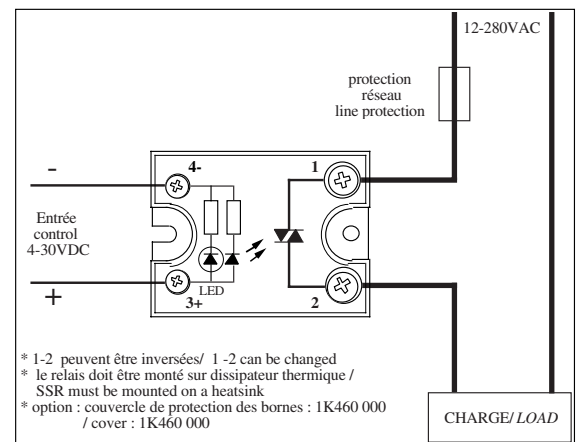 12-280VAC
protection
réseau
line protection
4-
1
-
Entrée
control
4-30VDC
+
LED
3+
2
* 1-2 peuvent être inversées/ 1 -2 can be changed
* le relais doit être monté sur dissipateur thermique /
SSR must be mounted on a heatsink
* option : couvercle de protection des bornes : 1K460 000
/ cover : 1K460 000
CHARGE/ LOAD